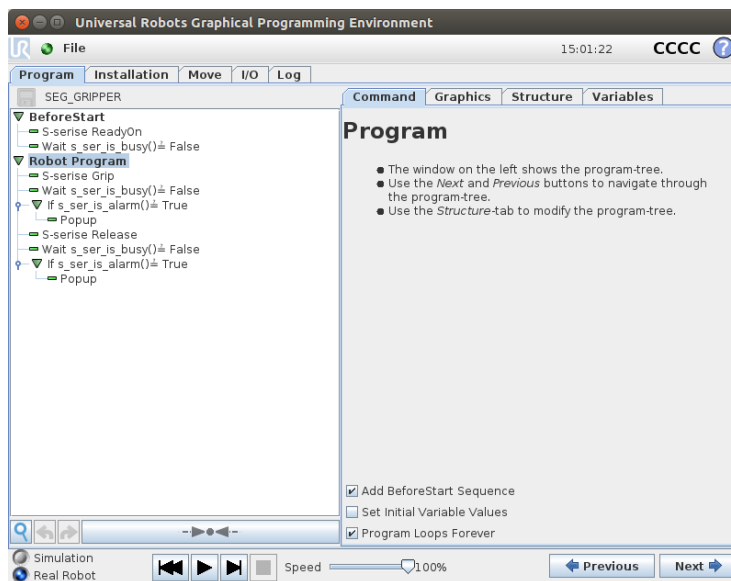 Universal Robots Graphical Programming Environment
UR File 15:01:22 CCCC ?
Program Installation Move I/O Log
SEG_GRIPPER
Command Graphics Structure Variables
BeforeStart
S-serise ReadyOn
Wait s_ser_is_busy()≟ False
Robot Program
S-serise Grip
Wait s_ser_is_busy()≟ False
If s_ser_is_alarm()≟ True
Popup
S-serise Release
Wait s_ser_is_busy()≟ False
If s_ser_is_alarm()≟ True
Popup
Program
The window on the left shows the program-tree.
Use the Next and Previous buttons to navigate through
the program-tree.
Use the Structure-tab to modify the program-tree.
Add BeforeStart Sequence
Set Initial Variable Values
Program Loops Forever
Simulation
Real Robot
Speed 100%
Previous Next